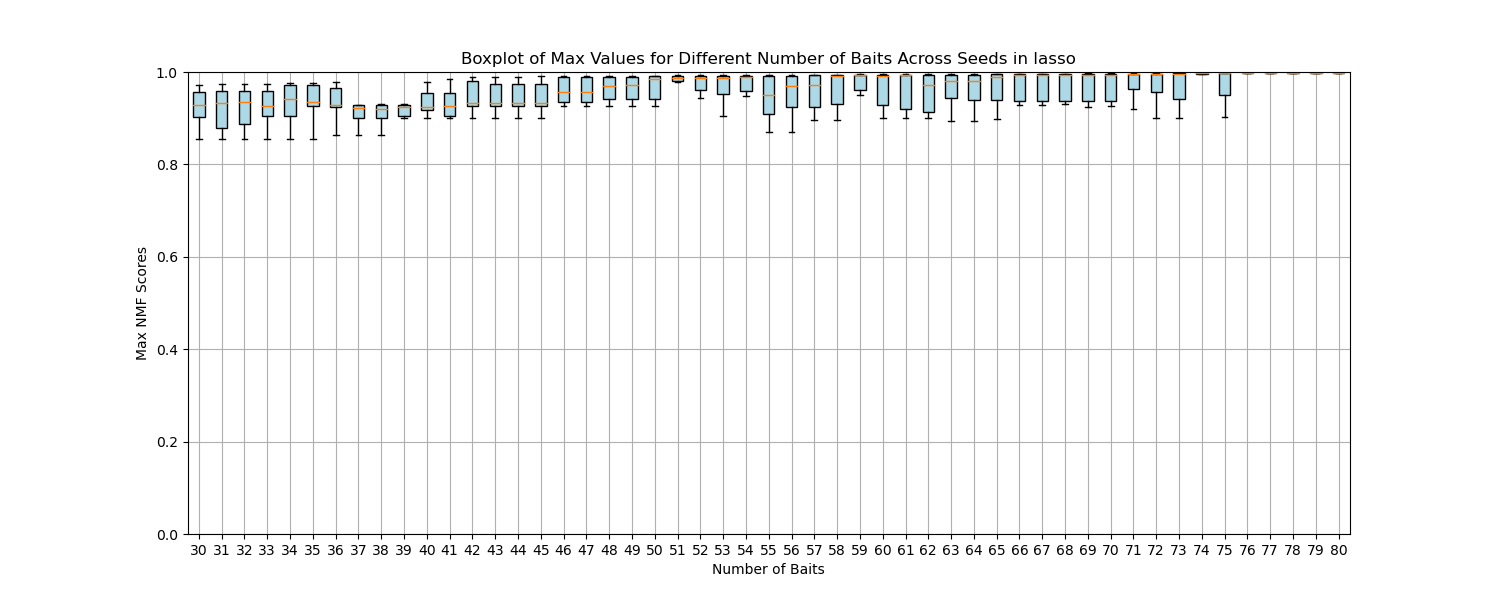 Boxplot of Max Values for Different Number of Baits Across Seeds in lasso
1.0
0.8
0.6
0.4
0.2
0.0
Max NMF Scores
30 31 32 33 34 35 36 37 38 39 40 41 42 43 44 45 46 47 48 49 50 51 52 53 54 55 56 57 58 59 60 61 62 63 64 65 66 67 68 69 70 71 72 73 74 75 76 77 78 79 80
Number of Baits